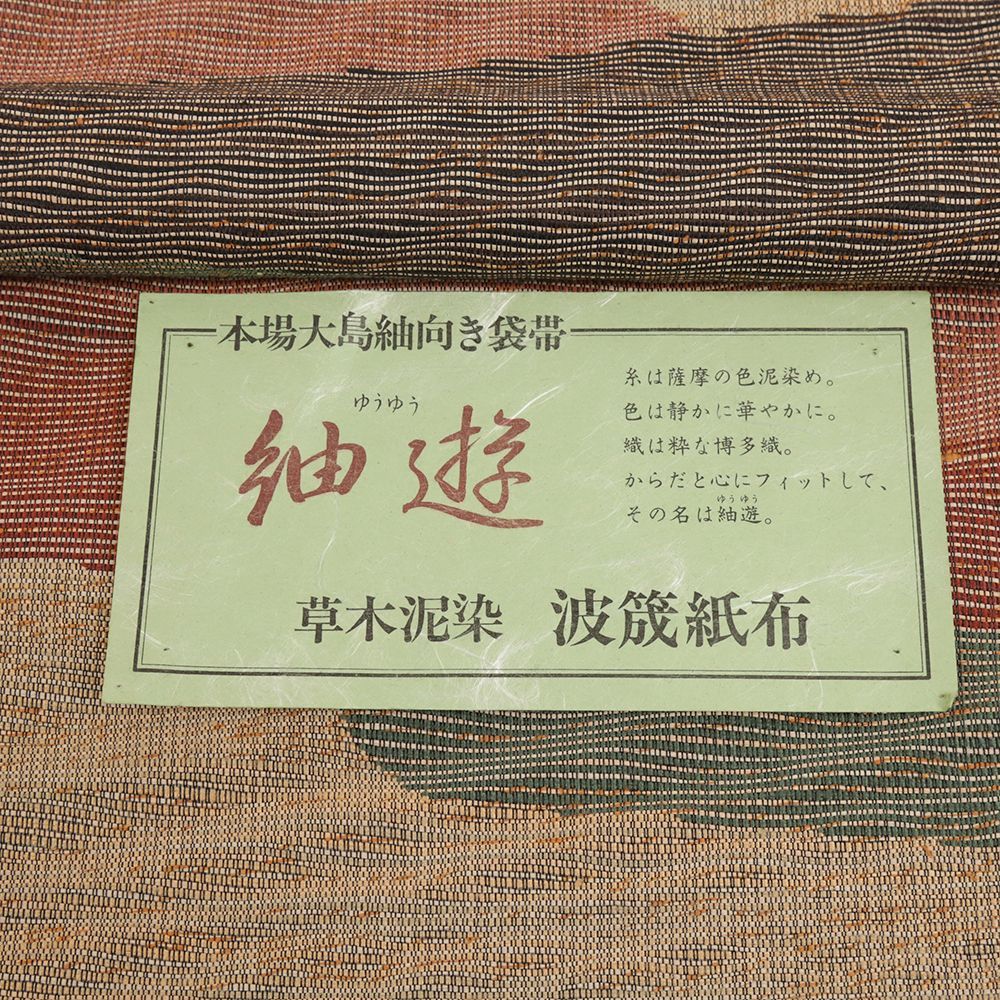 本場大島紬向き袋帯
ゆうゆう
紬遊
糸は薩摩の色泥染め。
色は静かに華やかに。
織は粋な博多織。
からだと心にフィットして、
ゆうゆう
その名は紬遊。
草木泥染 波筬紙布